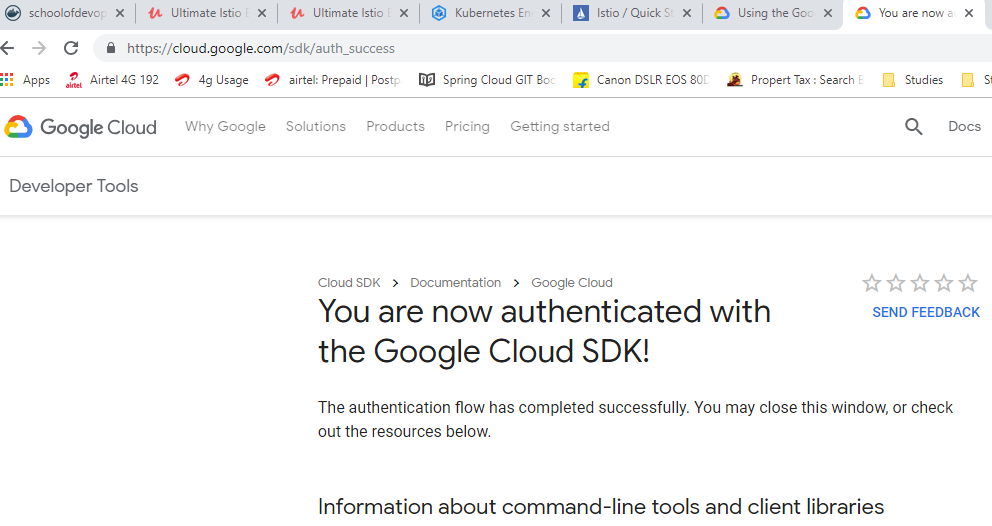 schoolofdevop Ultimate Istio Ultimate Istio Kubernetes En Istio / Quick St Using the Goo You are now a
https://cloud.google.com/sdk/auth_success
Apps Airtel 4G 192 4g Usage airtel: Prepaid | Postp Spring Cloud GIT Boo Canon DSLR EOS 80D Propert Tax : Search Studies St
Google Cloud Why Google Solutions Products Pricing Getting started Docs
Developer Tools
Cloud SDK > Documentation > Google Cloud
You are now authenticated with
the Google Cloud SDK!
SEND FEEDBACK
The authentication flow has completed successfully. You may close this window, or check
out the resources below.
Information about command-line tools and client libraries